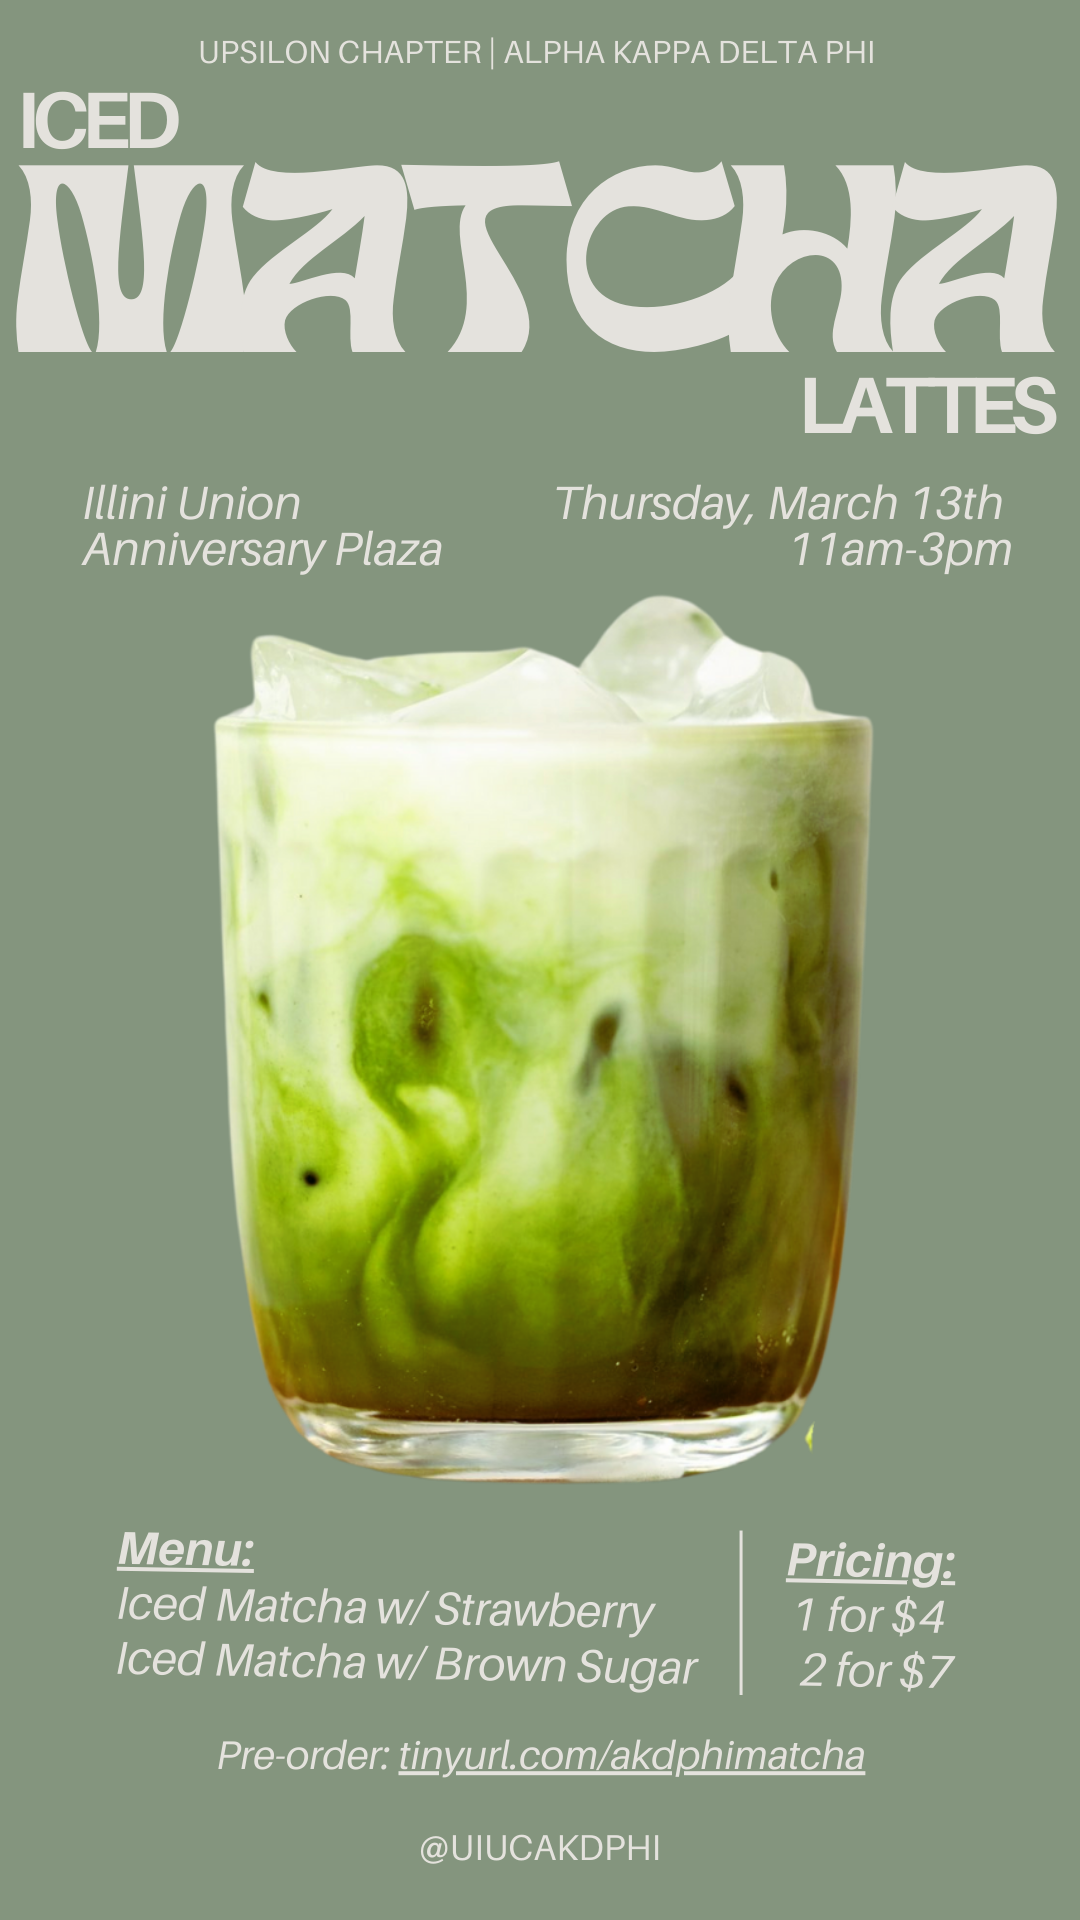 UPSILON CHAPTER | ALPHA KAPPA DELTA PHI
ICED
MATCHA
LATTES
Illini Union
Anniversary Plaza
Thursday, March 13th
11am-3pm
Menu:
Iced Matcha w/ Strawberry
Iced Matcha w/ Brown Sugar
Pricing:
1 for $4
2 for $7
Pre-order: tinyurl.com/akdphimatcha
@UIUCAKDPHI